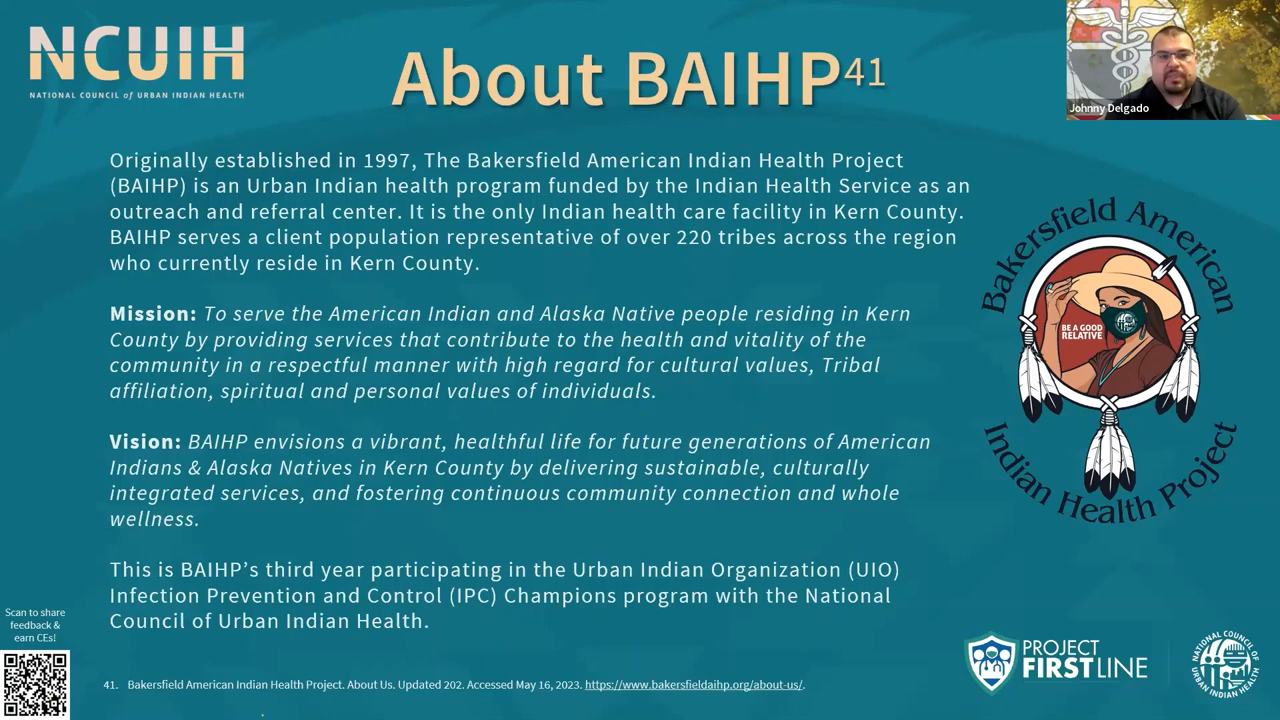 NCUIH
NATIONAL COUNCIL of URBAN INDIAN HEALTH
About BAIHP41
Johnny Delgado
Originally established in 1997, The Bakersfield American Indian Health Project
(BAIHP) is an Urban Indian health program funded by the Indian Health Service as an
outreach and referral center. It is the only Indian health care facility in Kern County.
BAIHP serves a client population representative of over 220 tribes across the region
who currently reside in Kern County.
Mission: To serve the American Indian and Alaska Native people residing in Kern
County by providing services that contribute to the health and vitality of the
community in a respectful manner with high regard for cultural values, Tribal
affiliation, spiritual and personal values of individuals.
Vision: BAIHP envisions a vibrant, healthful life for future generations of American
Indians & Alaska Natives in Kern County by delivering sustainable, culturally
integrated services, and fostering continuous community connection and whole
wellness.
This is BAIHP’s third year participating in the Urban Indian Organization (UIO)
Infection Prevention and Control (IPC) Champions program with the National
Council of Urban Indian Health.
Bakersfield American
BE A GOOD
RELATIVE
Indian Health Project
Scan to share
feedback &
earn CEs!
41. Bakersfield American Indian Health Project. About Us. Updated 202. Accessed May 16, 2023. https://www.bakersfieldaihp.org/about-us/.
PROJECT
FIRSTLINE
NATIONAL COUNCIL OF
URBAN INDIAN HEALTH